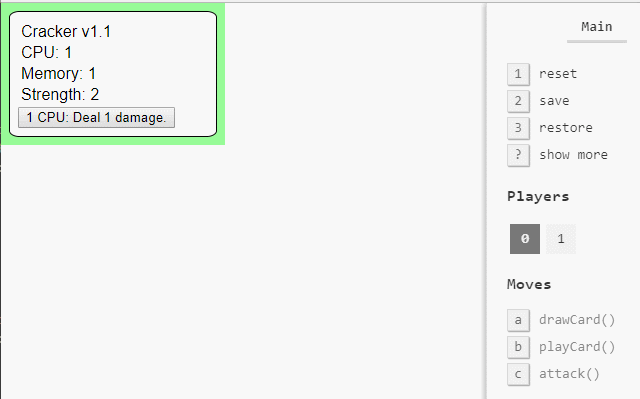 Cracker v1.1
CPU: 1
Memory: 1
Strength: 2
1 CPU: Deal 1 damage.
Main
1 reset
2 save
3 restore
? show more
Players
0 1
Moves
a drawCard()
b playCard()
c attack()